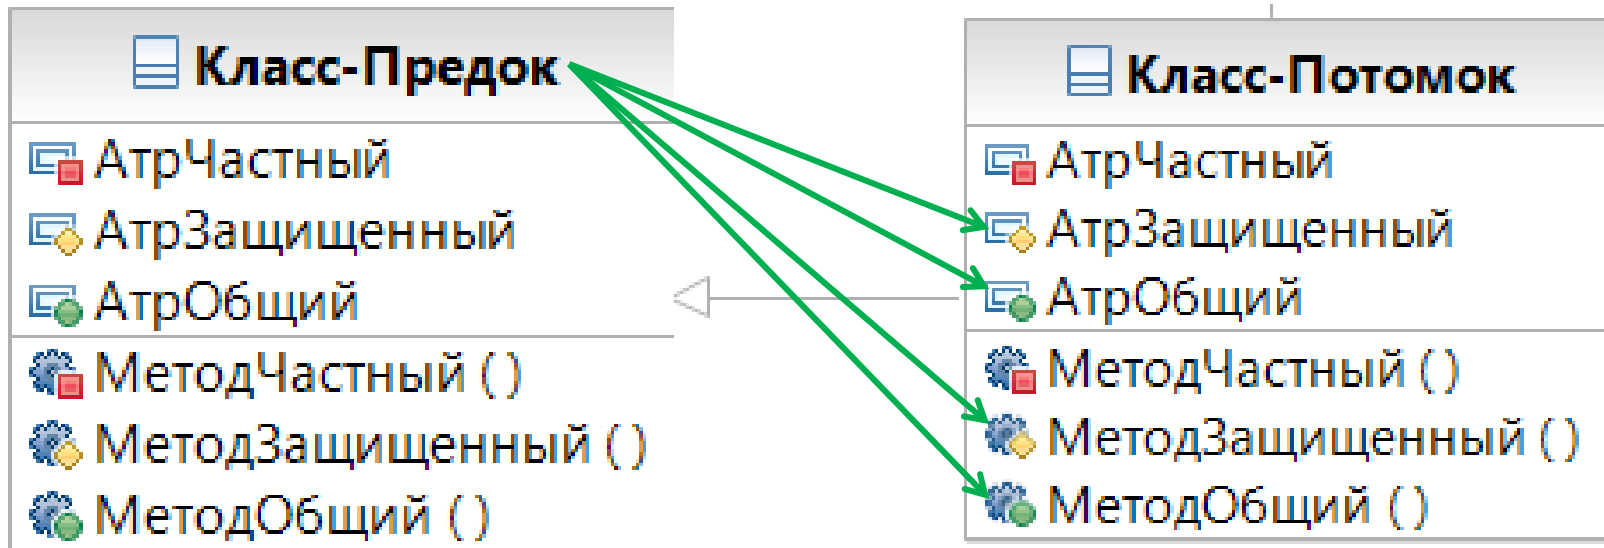 Класс-Предок
АтрЧастный
АтрЗащищенный
АтрОбщий
МетодЧастный ( )
МетодЗащищенный ( )
МетодОбщий ( )
Класс-Потомок
АтрЧастный
АтрЗащищенный
АтрОбщий
МетодЧастный ( )
МетодЗащищенный ( )
МетодОбщий ( )